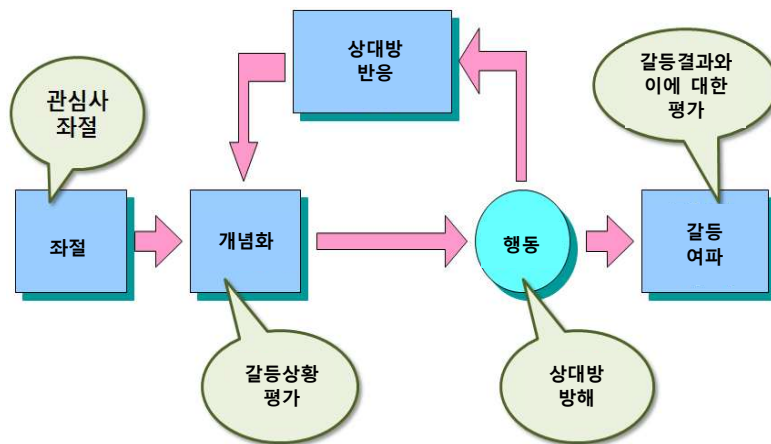 상대방
반응
갈등결과와
이에 대한
평가
관심사
좌절
좌절
개념화
행동
갈등
여파
갈등상황
평가
상대방
방해